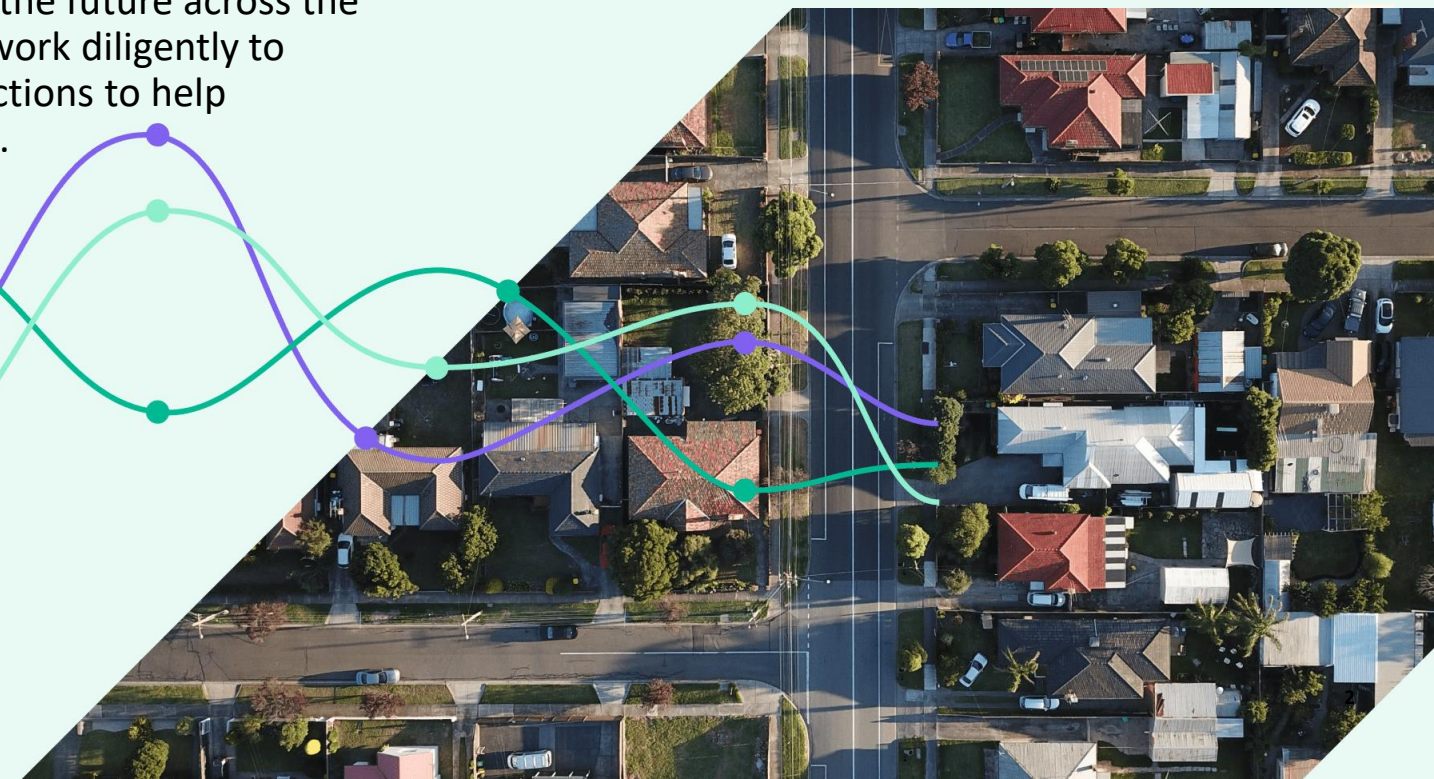 the future across the
work diligently to
ctions to help
.
2